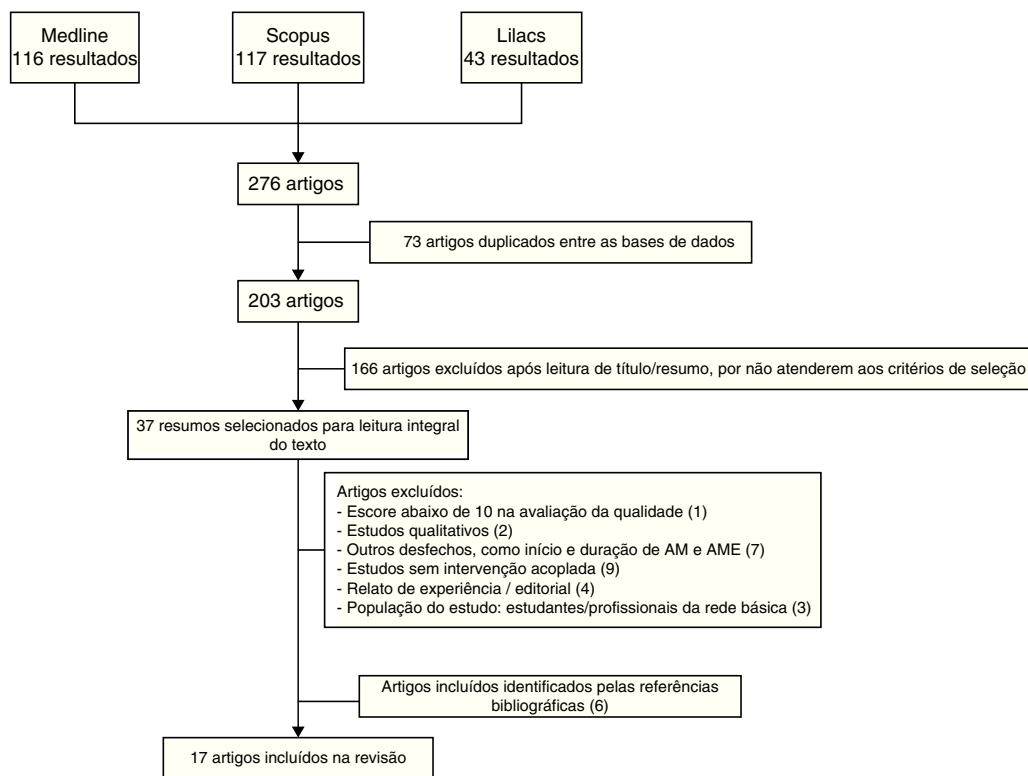 Medline
116 resultados
Scopus
117 resultados
Lilacs
43 resultados
276 artigos
73 artigos duplicados entre as bases de dados
203 artigos
166 artigos excluídos após leitura de título/resumo, por não atenderem aos critérios de seleção
37 resumos selecionados para leitura integral
do texto
Artigos excluídos:
- Escore abaixo de 10 na avaliação da qualidade (1)
- Estudos qualitativos (2)
- Outros desfechos, como início e duração de AM e AME (7)
- Estudos sem intervenção acoplada (9)
- Relato de experiência / editorial (4)
- População do estudo: estudantes/profissionais da rede básica (3)
Artigos incluídos identificados pelas referências
bibliográficas (6)
17 artigos incluídos na revisão